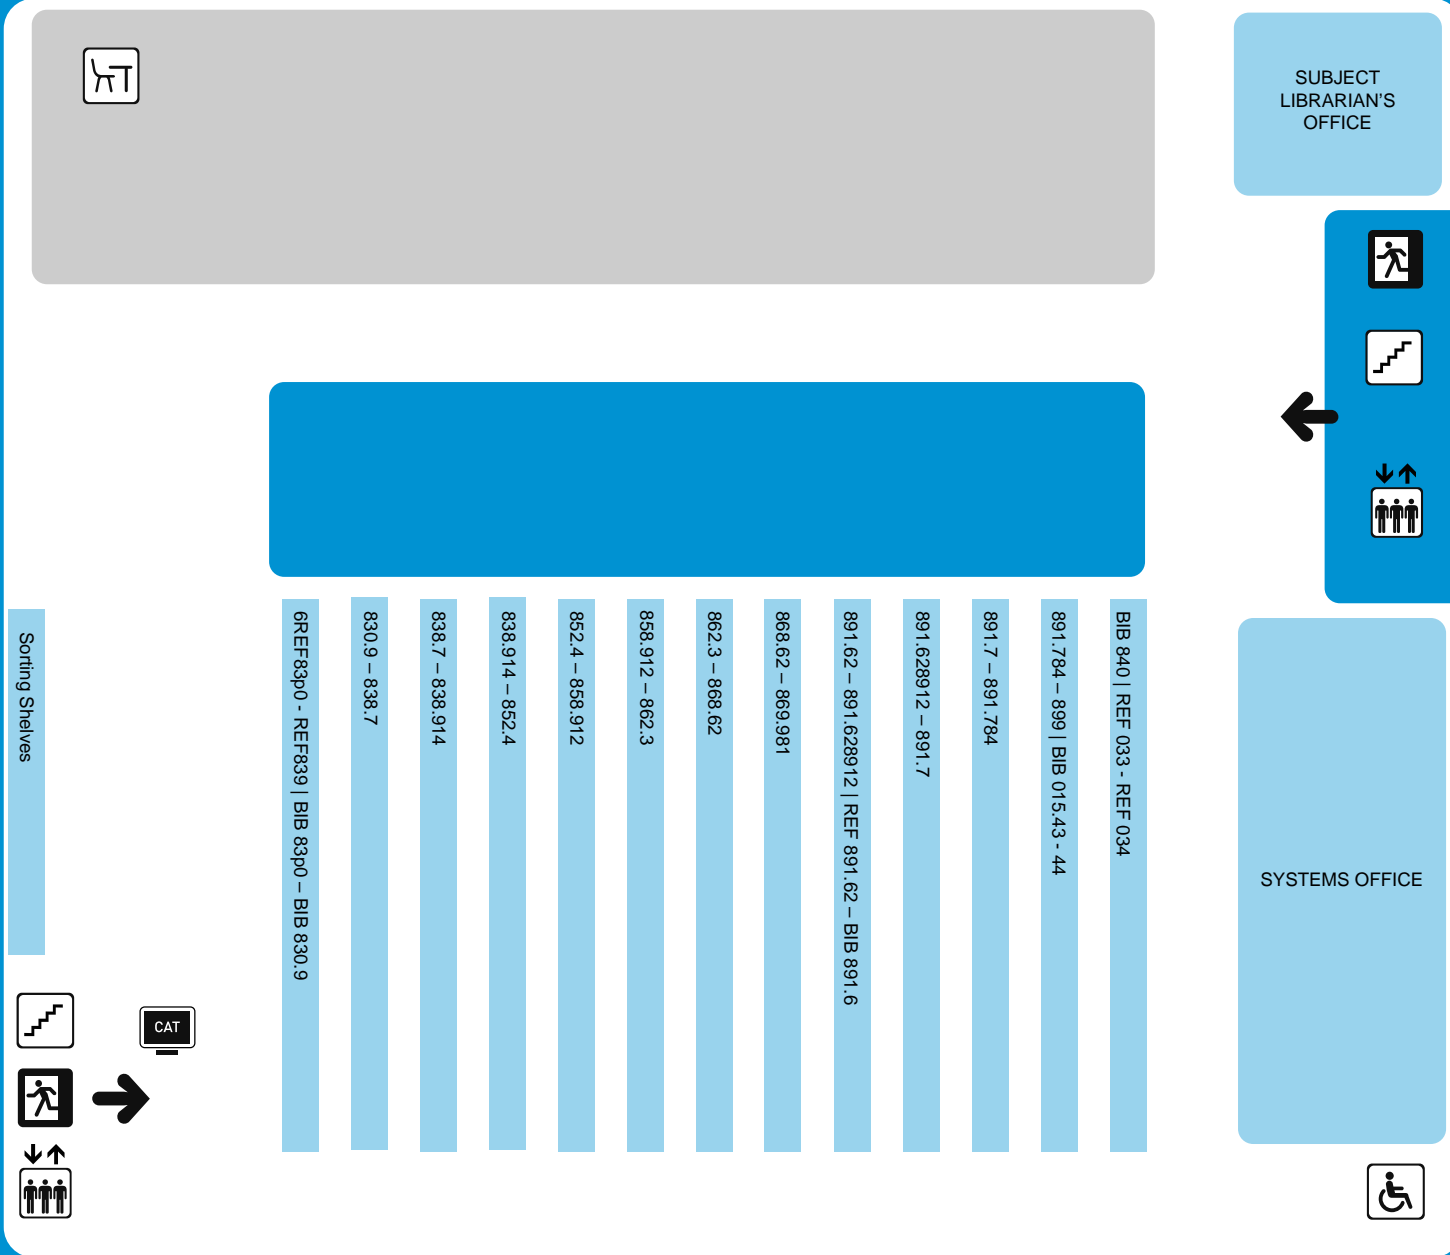 SUBJECT
LIBRARIAN'S
OFFICE
Sorting Shelves
6REF83p0 - REF839 | BIB 83p0 – BIB 830.9
830.9 – 838.7
838.7 – 838.914
838.914 – 852.4
852.4 – 858.912
858.912 – 862.3
862.3 – 868.62
868.62 – 869.981
891.62 – 891.628912 | REF 891.62 – BIB 891.6
891.628912 – 891.7
891.7 – 891.784
891.784 – 899 | BIB 015.43 - 44
BIB 840 | REF 033 - REF 034
SYSTEMS OFFICE
CAT